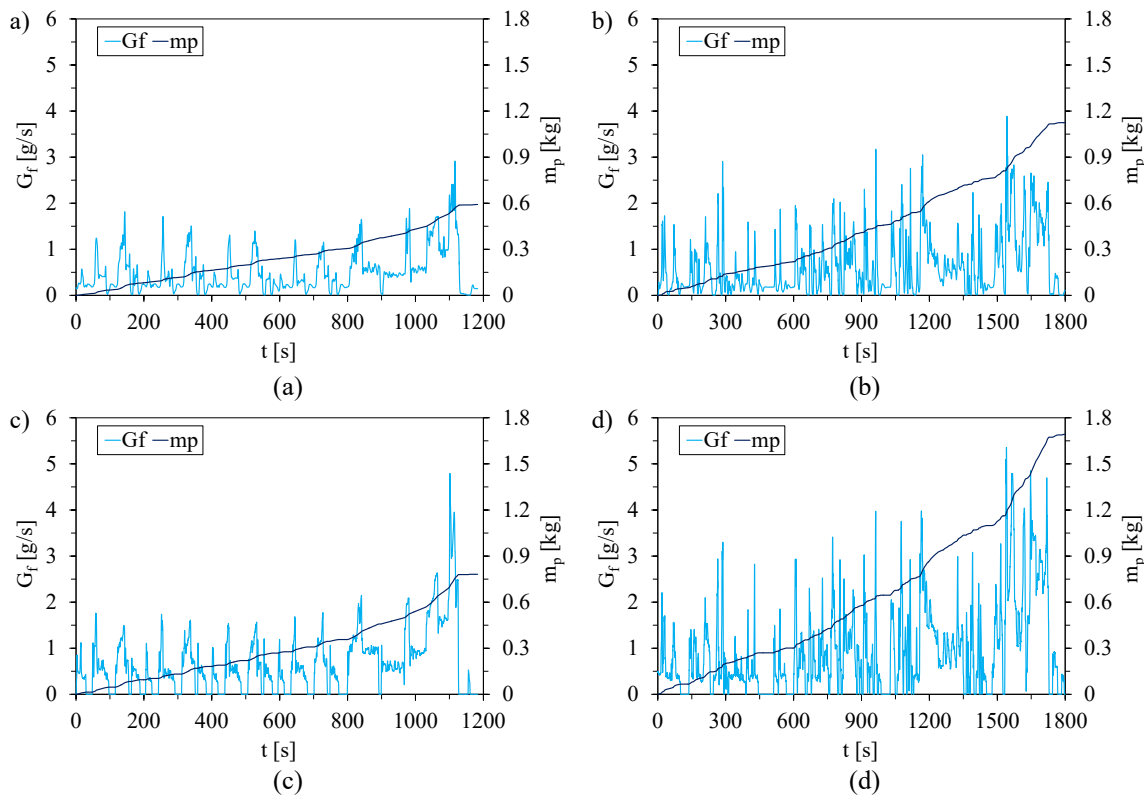 a)
6
5
4
3
2
1
0
G_f [g/s]
Gf mp
1.8
1.5
1.2
0.9
0.6
0.3
0
m_p [kg]
0 200 400 600 800 1000 1200
t [s]
(a)
b)
6
5
4
3
2
1
0
G_f [g/s]
Gf mp
1.8
1.5
1.2
0.9
0.6
0.3
0
m_p [kg]
0 300 600 900 1200 1500 1800
t [s]
(b)
c)
6
5
4
3
2
1
0
G_f [g/s]
Gf mp
1.8
1.5
1.2
0.9
0.6
0.3
0
m_p [kg]
0 200 400 600 800 1000 1200
t [s]
(c)
d)
6
5
4
3
2
1
0
G_f [g/s]
Gf mp
1.8
1.5
1.2
0.9
0.6
0.3
0
m_p [kg]
0 300 600 900 1200 1500 1800
t [s]
(d)